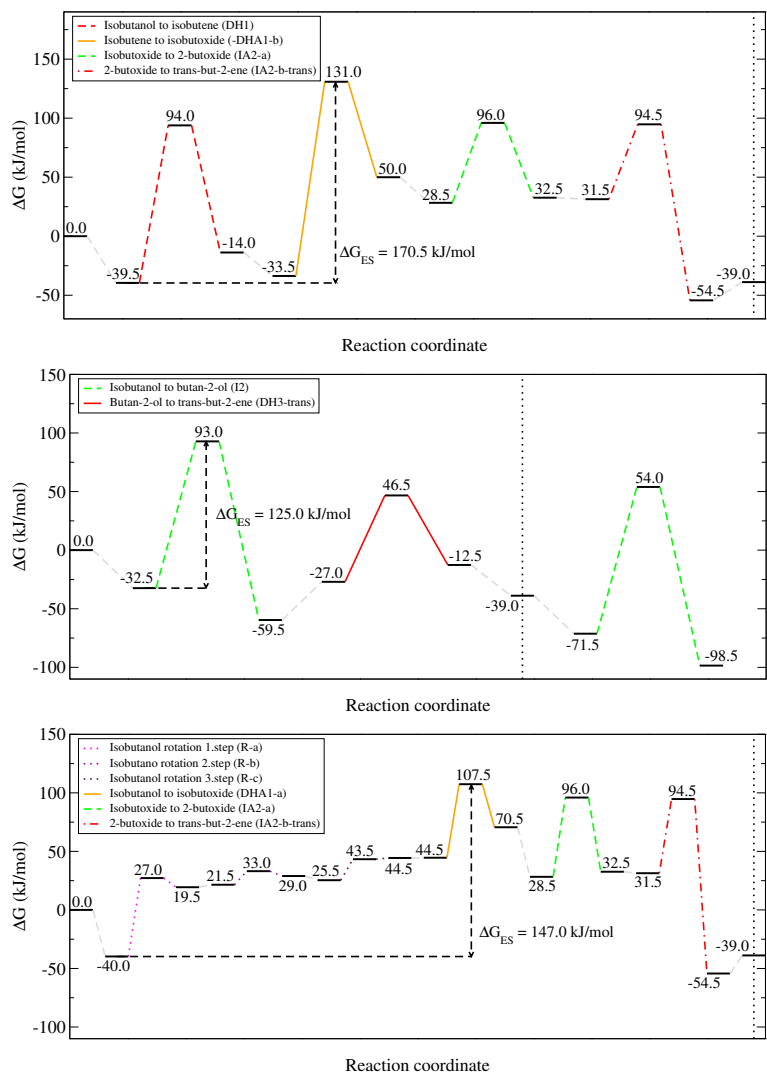 Isobutanol to isobutene (DH1)
Isobutene to isobutoxide (-DHA1-b)
Isobutoxide to 2-butoxide (IA2-a)
2-butoxide to trans-but-2-ene (IA2-b-trans)
150
100
50
0
-50
ΔG (kJ/mol)
0.0
-39.5
94.0
-14.0
-33.5
131.0
50.0
28.5
96.0
32.5
31.5
94.5
-54.5
-39.0
ΔG_ES = 170.5 kJ/mol
Reaction coordinate
Isobutanol to butan-2-ol (I2)
Butan-2-ol to trans-but-2-ene (DH3-trans)
150
100
50
0
-50
-100
ΔG (kJ/mol)
0.0
-32.5
93.0
-59.5
-27.0
46.5
-12.5
-39.0
-71.5
54.0
-98.5
ΔG_ES = 125.0 kJ/mol
Reaction coordinate
Isobutanol rotation 1.step (R-a)
Isobutano rotation 2.step (R-b)
Isobutanol rotation 3.step (R-c)
Isobutanol to isobutoxide (DHA1-a)
Isobutoxide to 2-butoxide (IA2-a)
2-butoxide to trans-but-2-ene (IA2-b-trans)
150
100
50
0
-50
-100
ΔG (kJ/mol)
0.0
-40.0
27.0
19.5
21.5
33.0
29.0
25.5
43.5
44.5
44.5
107.5
70.5
28.5
96.0
32.5
31.5
94.5
-54.5
-39.0
ΔG_ES = 147.0 kJ/mol
Reaction coordinate